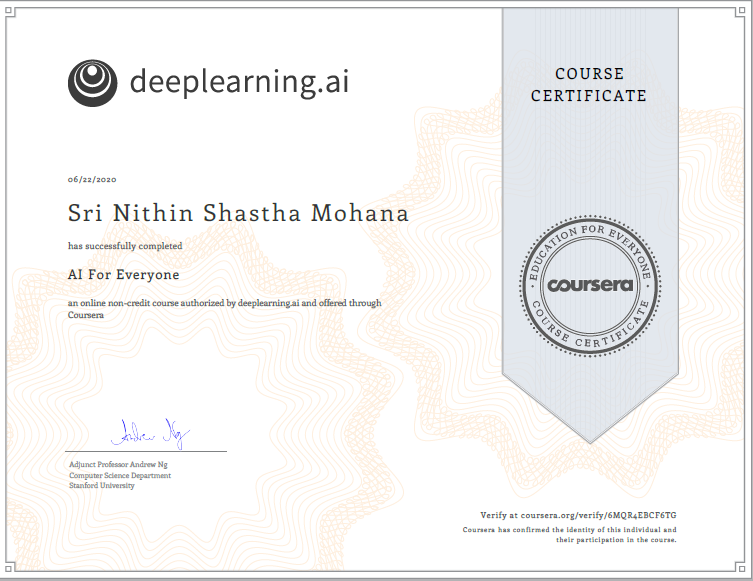 deeplearning.ai
COURSE
CERTIFICATE
06/22/2020
Sri Nithin Shastha Mohana
has successfully completed
AI For Everyone
an online non-credit course authorized by deeplearning.ai and offered through
Coursera
EDUCATION FOR EVERYONE
coursera
COURSE CERTIFICATE
Andrew Ng
Adjunct Professor Andrew Ng
Computer Science Department
Stanford University
Verify at coursera.org/verify/6MQR4EBCF6TG
Coursera has confirmed the identity of this individual and
their participation in the course.